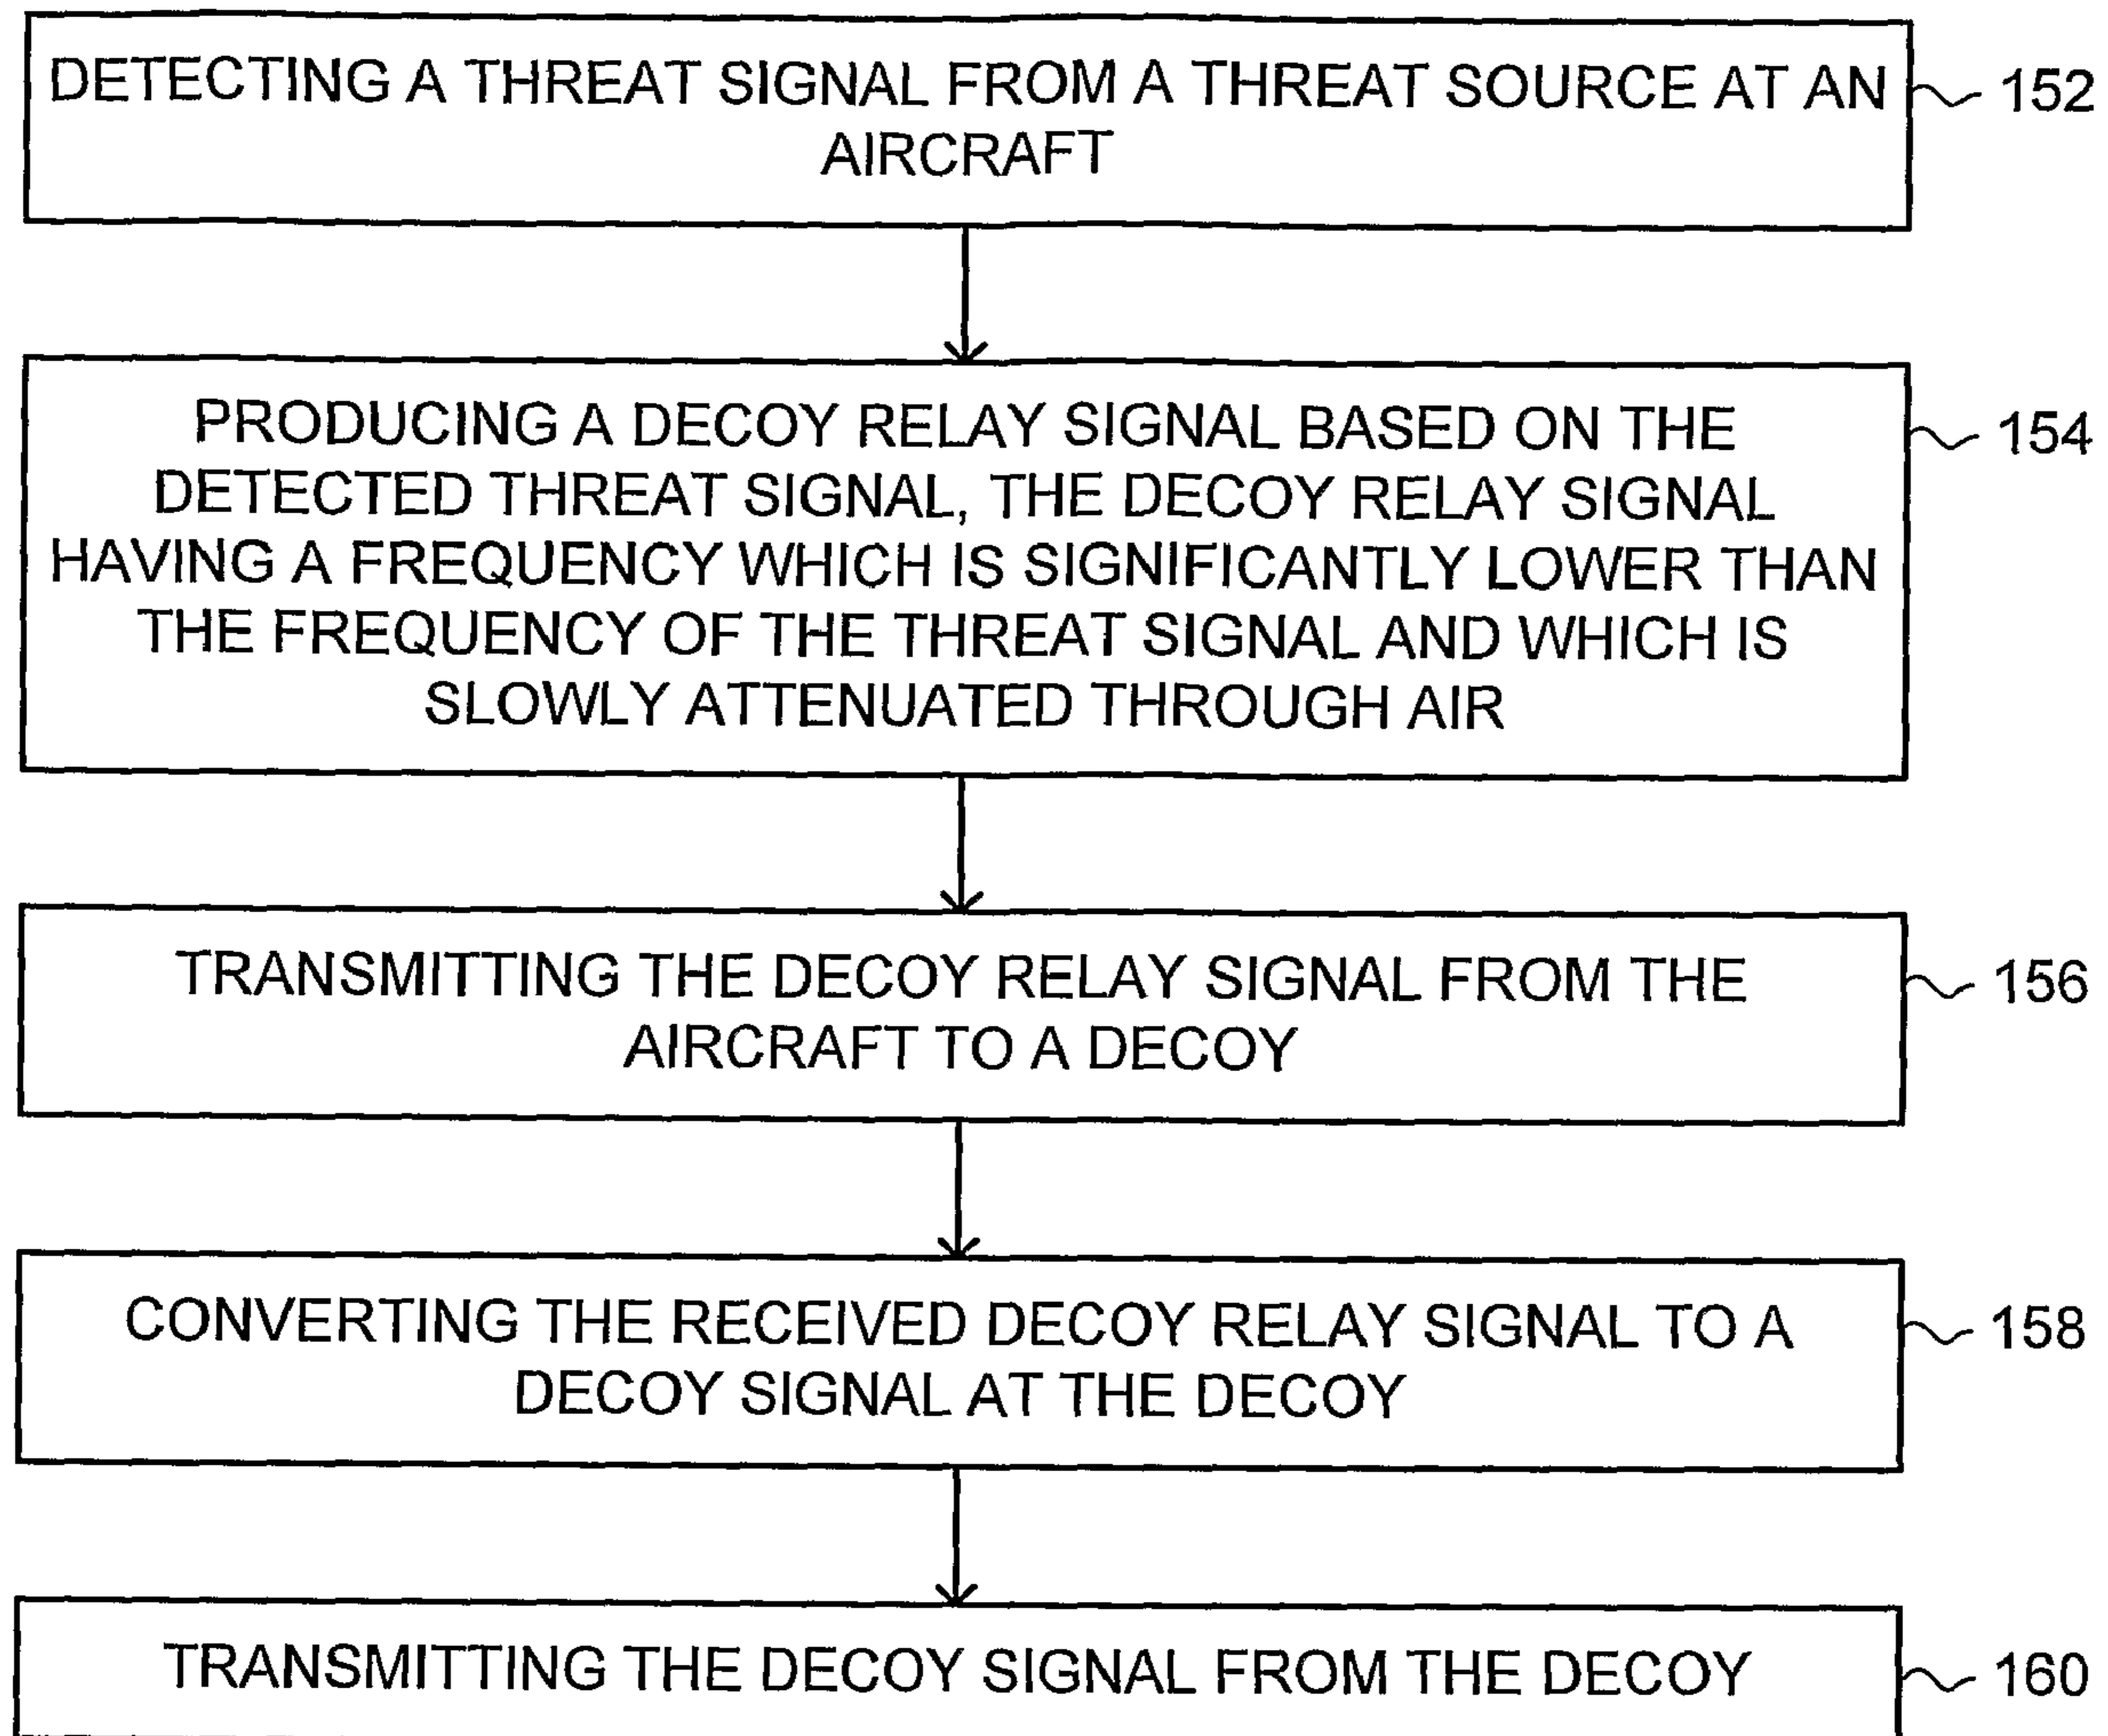 DETECTING A THREAT SIGNAL FROM A THREAT SOURCE AT AN
AIRCRAFT
152
PRODUCING A DECOY RELAY SIGNAL BASED ON THE
DETECTED THREAT SIGNAL, THE DECOY RELAY SIGNAL
HAVING A FREQUENCY WHICH IS SIGNIFICANTLY LOWER THAN
THE FREQUENCY OF THE THREAT SIGNAL AND WHICH IS
SLOWLY ATTENUATED THROUGH AIR
154
TRANSMITTING THE DECOY RELAY SIGNAL FROM THE
AIRCRAFT TO A DECOY
156
CONVERTING THE RECEIVED DECOY RELAY SIGNAL TO A
DECOY SIGNAL AT THE DECOY
158
TRANSMITTING THE DECOY SIGNAL FROM THE DECOY
160